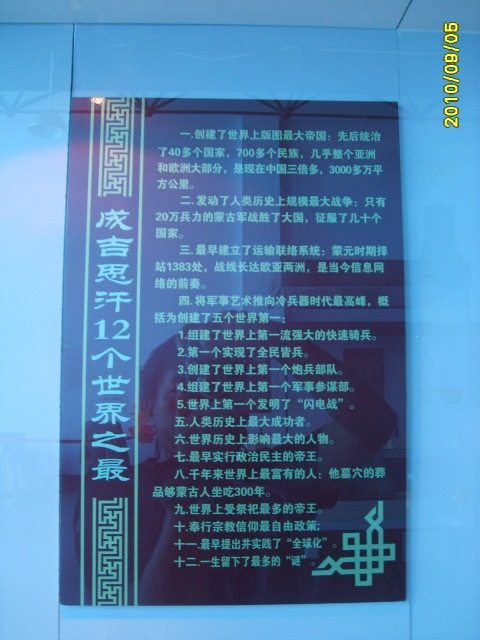 成吉思汗12个世界之最
一.创建了世界上版图最大帝国：先后统治
了40多个国家，700多个民族，几乎整个亚洲
和欧洲大部分，是现在中国三倍多，3000多万平
方公里。
二.发动了人类历史上规模最大战争：只有
20万兵力的蒙古军战胜了大国，征服了几十个
国家。
三.最早建立了运输联络系统：蒙元时期择
站1383处，战线长达欧亚两洲，是当今信息网
络的前奏。
四.将军事艺术推向冷兵器时代最高峰，概
括为创建了五个世界第一：
1.组建了世界上第一流强大的快速骑兵。
2.第一个实现了全民皆兵。
3.创建了世界上第一个炮兵部队。
4.组建了世界上第一个军事参谋部。
5.世界上第一个发明了“闪电战”。
五.人类历史上最大成功者。
六.世界历史上影响最大的人物。
七.最早实行政治民主的帝王。
八.千年来世界上最富有的人：他墓穴的葬
品够蒙古人坐吃300年。
九.世界上受祭祀最多的帝王。
十.奉行宗教信仰最自由政策;
十一.最早提出并实践了“全球化”。
十二.一生留下了最多的“谜”。
2010/09/05